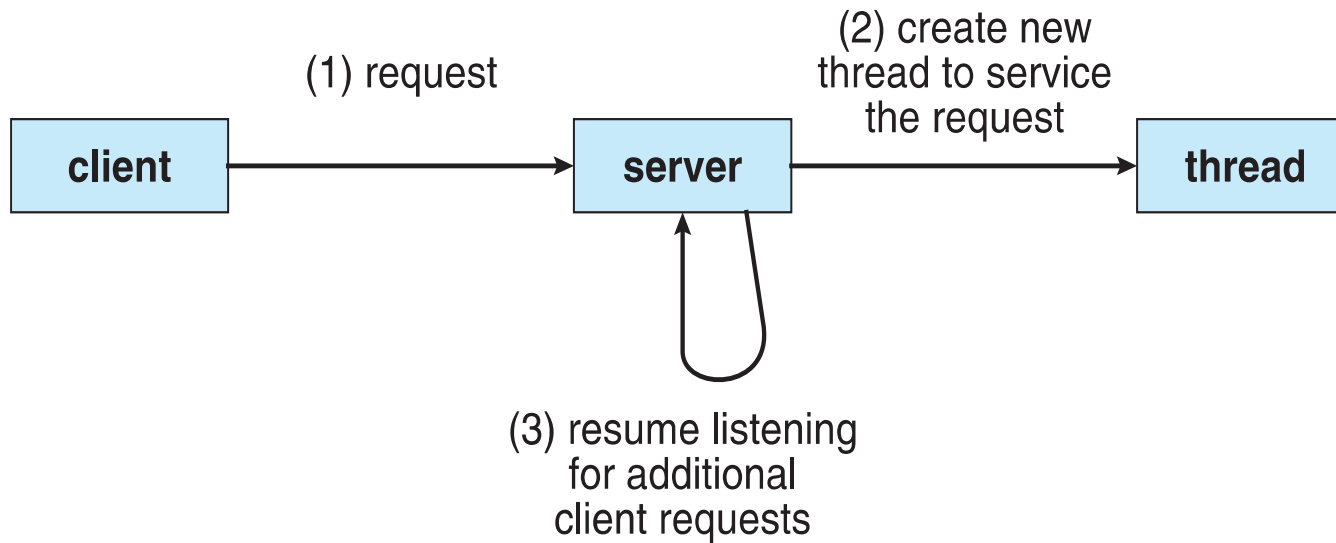 (1) request
(2) create new
thread to service
the request
client
server
thread
(3) resume listening
for additional
client requests